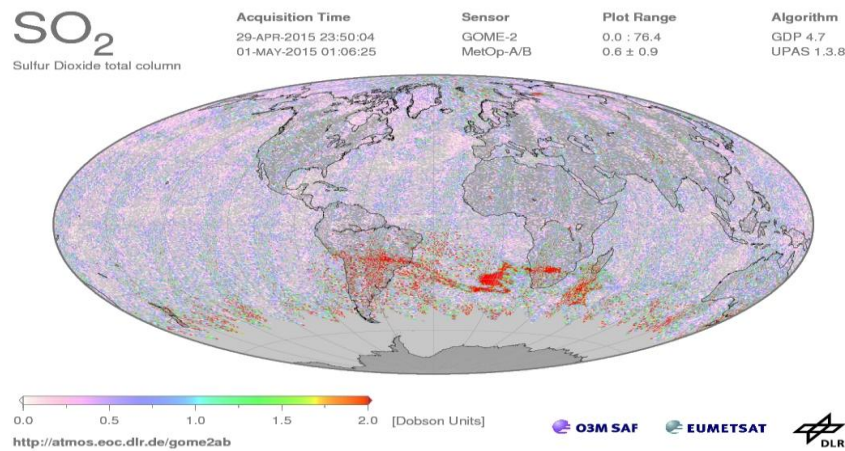 SO2
Sulfur Dioxide total column
Acquisition Time
29-APR-2015 23:50:04
01-MAY-2015 01:06:25
Sensor
GOME-2
MetOp-A/B
Plot Range
0.0 : 76.4
0.6 ± 0.9
Algorithm
GDP 4.7
UPAS 1.3.8
0.0 0.5 1.0 1.5 2.0 [Dobson Units]
http://atmos.eoc.dlr.de/gome2ab
O3M SAF
EUMETSAT
DLR